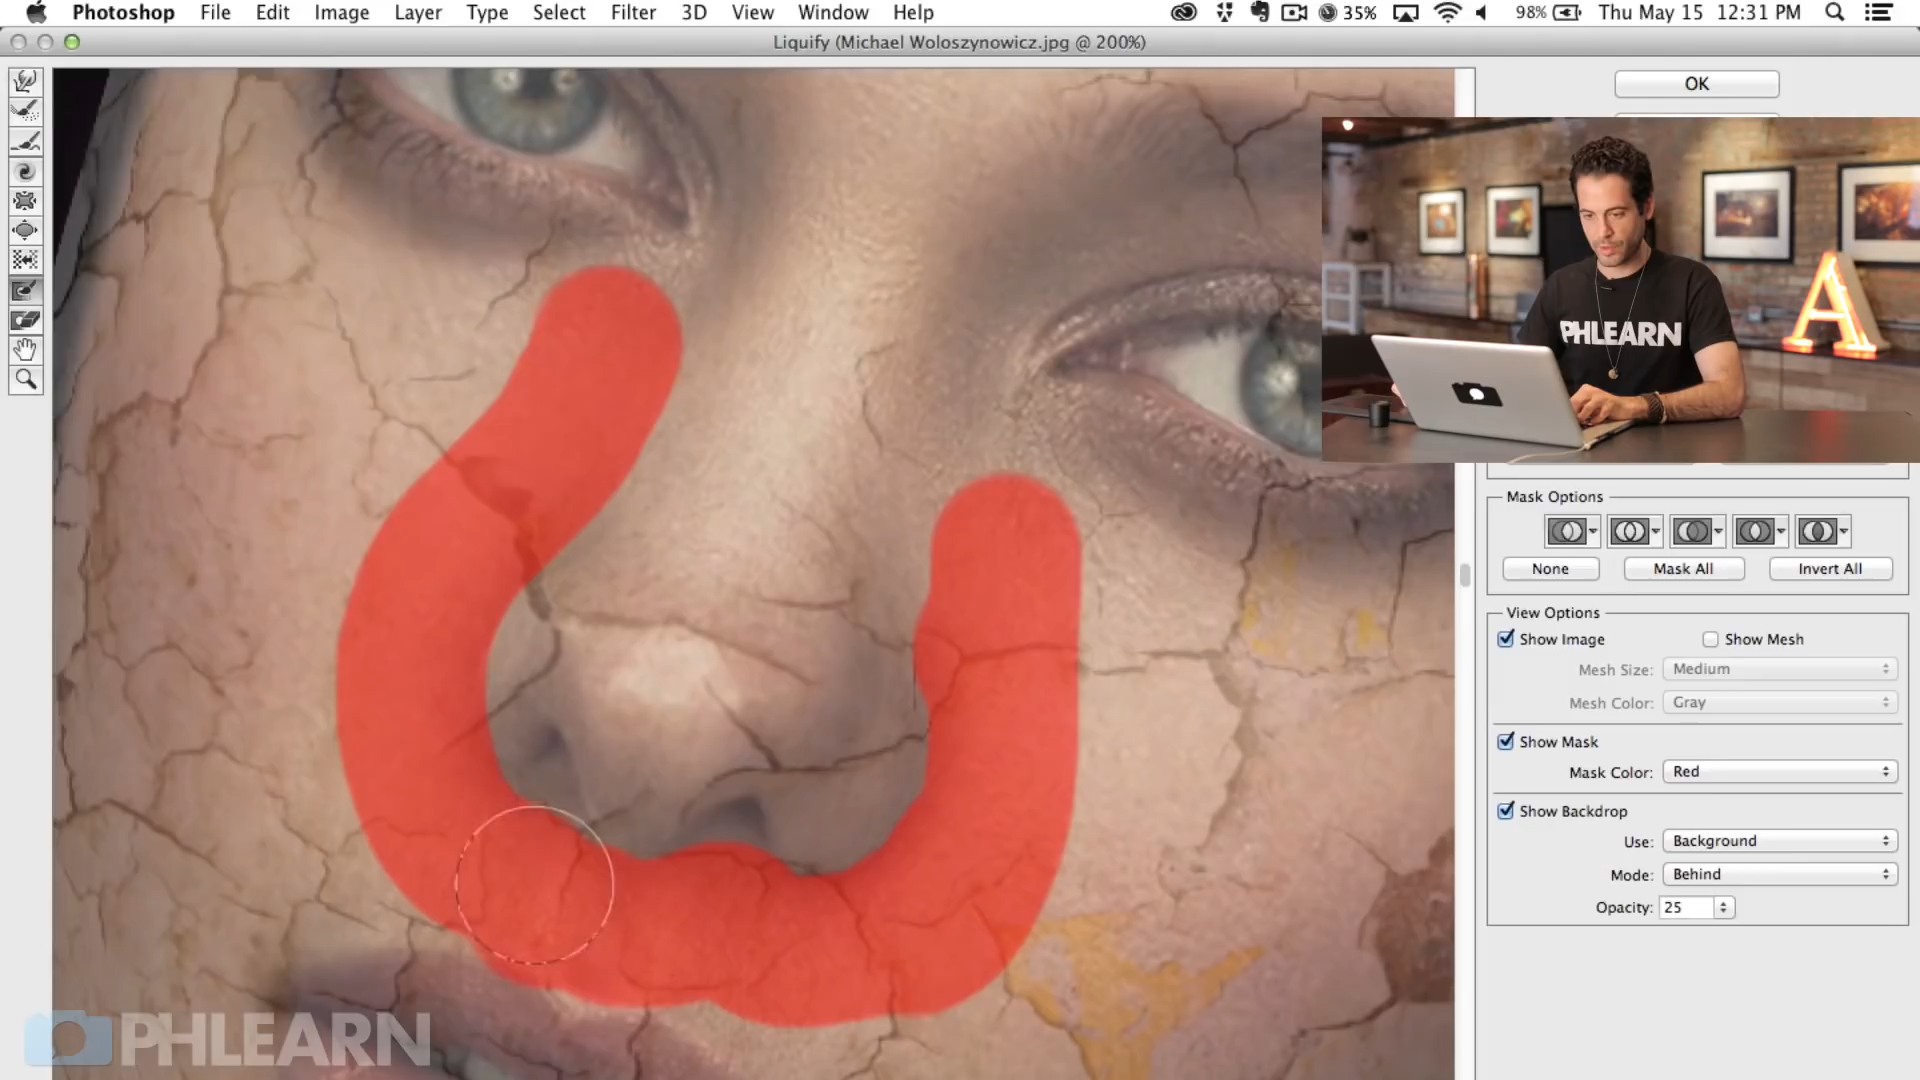 Photoshop File Edit Image Layer Type Select Filter 3D View Window Help 35% 98% Thu May 15 12:31 PM
Liquify (Michael Woloszynowicz.jpg @ 200%)
OK
PHLEARN
A
Mask Options
None Mask All Invert All
View Options
Show Image Show Mesh
Mesh Size: Medium
Mesh Color: Gray
Show Mask
Mask Color: Red
Show Backdrop
Use: Background
Mode: Behind
Opacity: 25
PHLEARN